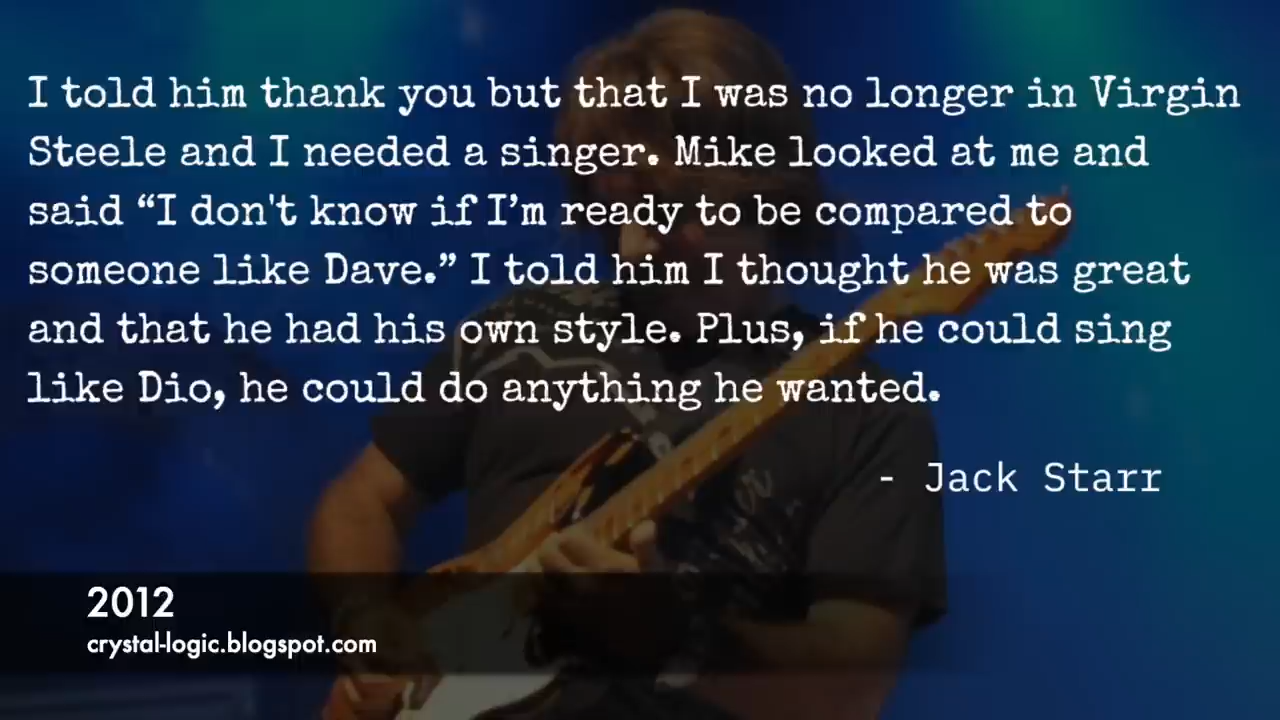 I told him thank you but that I was no longer in Virgin
Steele and I needed a singer. Mike looked at me and
said “I don't know if I’m ready to be compared to
someone like Dave.” I told him I thought he was great
and that he had his own style. Plus, if he could sing
like Dio, he could do anything he wanted.
- Jack Starr
2012
crystal-logic.blogspot.com